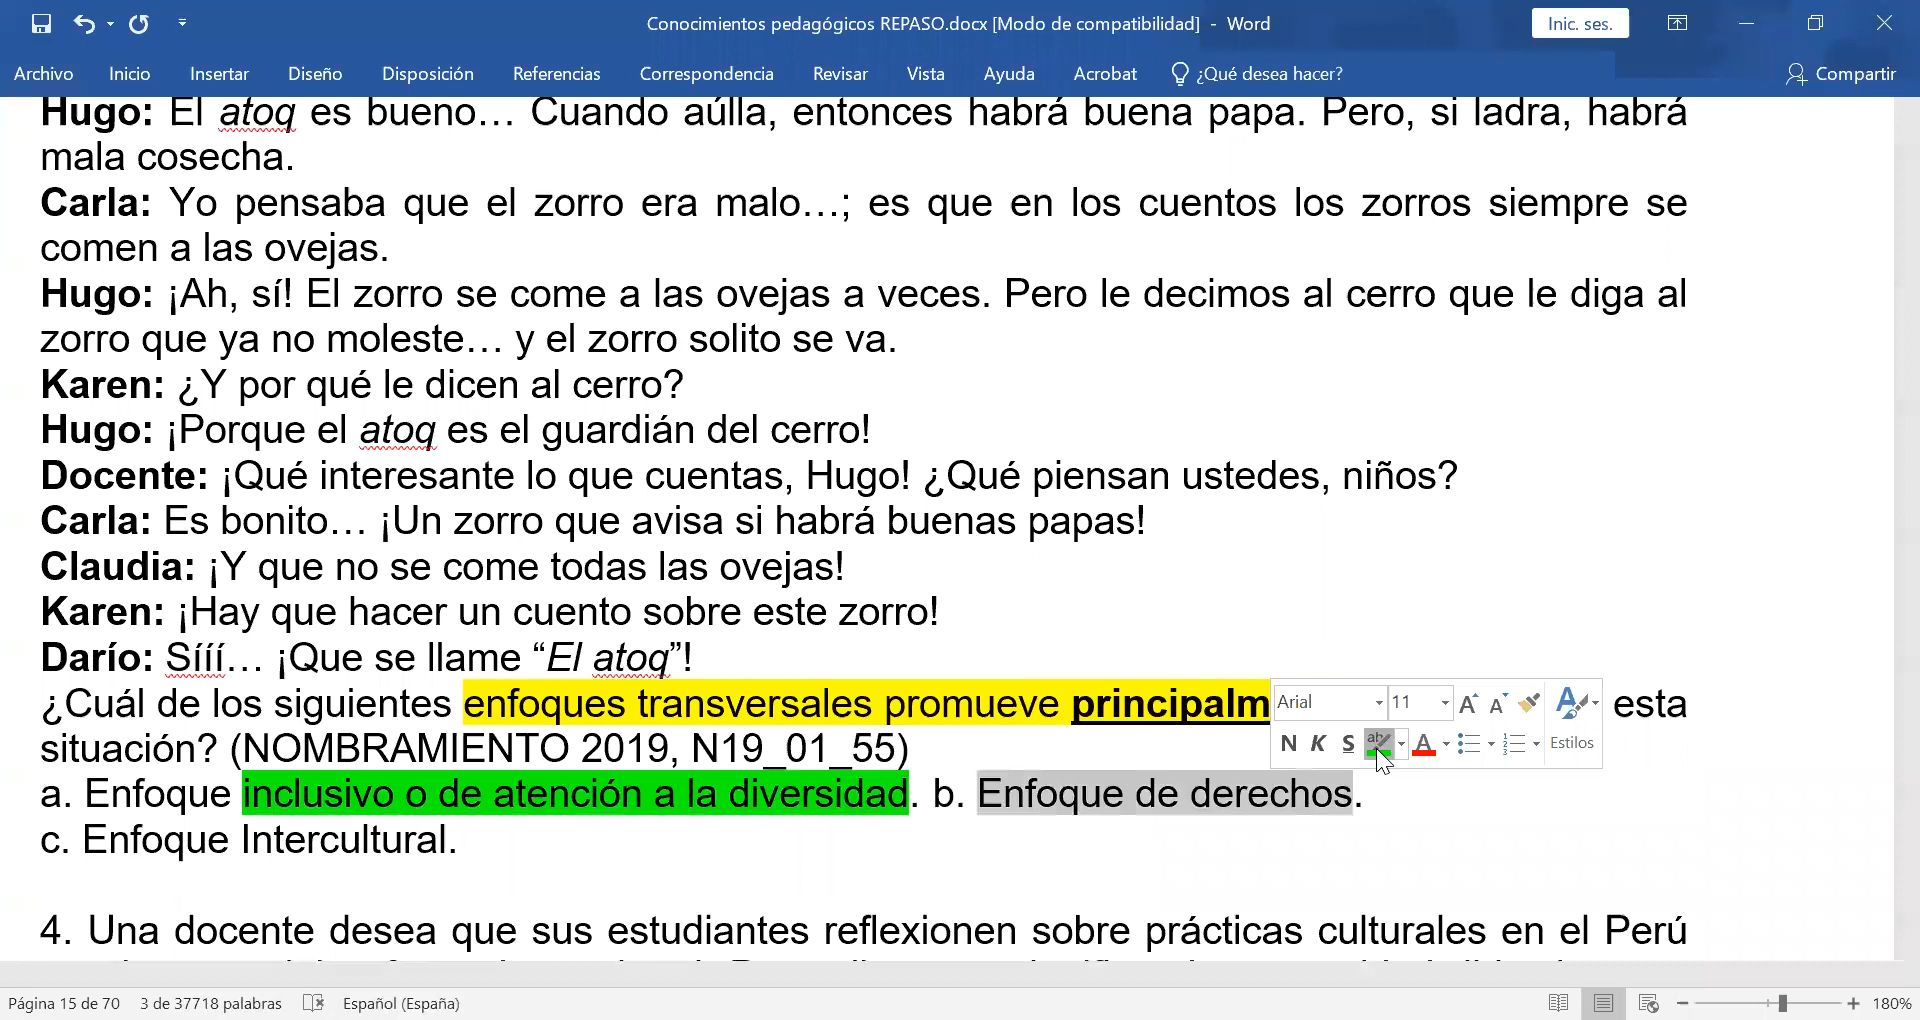 Conocimientos pedagógicos REPASO.docx [Modo de compatibilidad] - Word
Inic. ses.
Archivo Inicio Insertar Diseño Disposición Referencias Correspondencia Revisar Vista Ayuda Acrobat ¿Qué desea hacer? Compartir
Hugo: El atoq es bueno… Cuando aúlla, entonces habrá buena papa. Pero, si ladra, habrá
mala cosecha.
Carla: Yo pensaba que el zorro era malo…; es que en los cuentos los zorros siempre se
comen a las ovejas.
Hugo: ¡Ah, sí! El zorro se come a las ovejas a veces. Pero le decimos al cerro que le diga al
zorro que ya no moleste… y el zorro solito se va.
Karen: ¿Y por qué le dicen al cerro?
Hugo: ¡Porque el atoq es el guardián del cerro!
Docente: ¡Qué interesante lo que cuentas, Hugo! ¿Qué piensan ustedes, niños?
Carla: Es bonito… ¡Un zorro que avisa si habrá buenas papas!
Claudia: ¡Y que no se come todas las ovejas!
Karen: ¡Hay que hacer un cuento sobre este zorro!
Darío: Sííí… ¡Que se llame “El atoq”!
¿Cuál de los siguientes enfoques transversales promueve principalm esta
Arial 11
situación? (NOMBRAMIENTO 2019, N19_01_55)
N K S ab A Estilos
a. Enfoque inclusivo o de atención a la diversidad. b. Enfoque de derechos.
c. Enfoque Intercultural.
4. Una docente desea que sus estudiantes reflexionen sobre prácticas culturales en el Perú
Página 15 de 70 3 de 37718 palabras Español (España) 180%